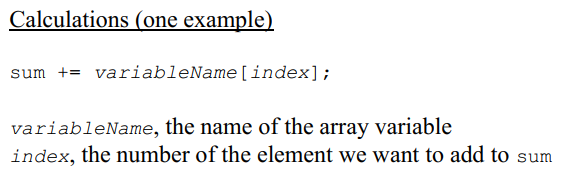 Calculations (one example)
sum += variableName[index];
variableName, the name of the array variable
index, the number of the element we want to add to sum